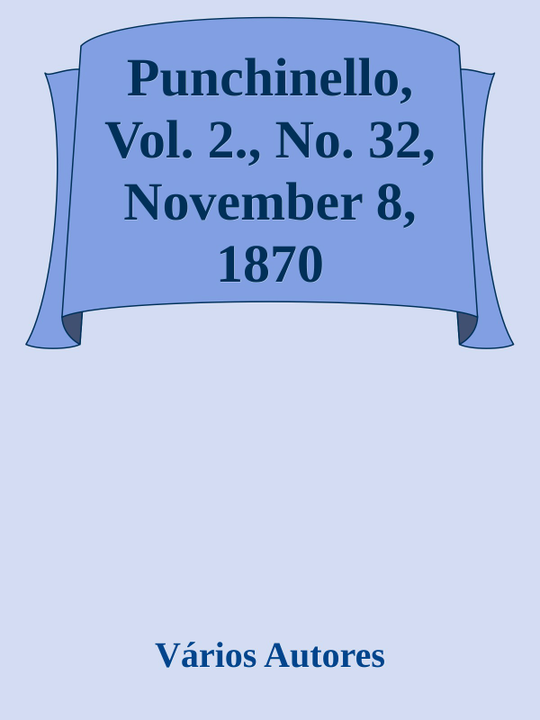 Punchinello,
Vol. 2., No. 32,
November 8,
1870
Vários Autores